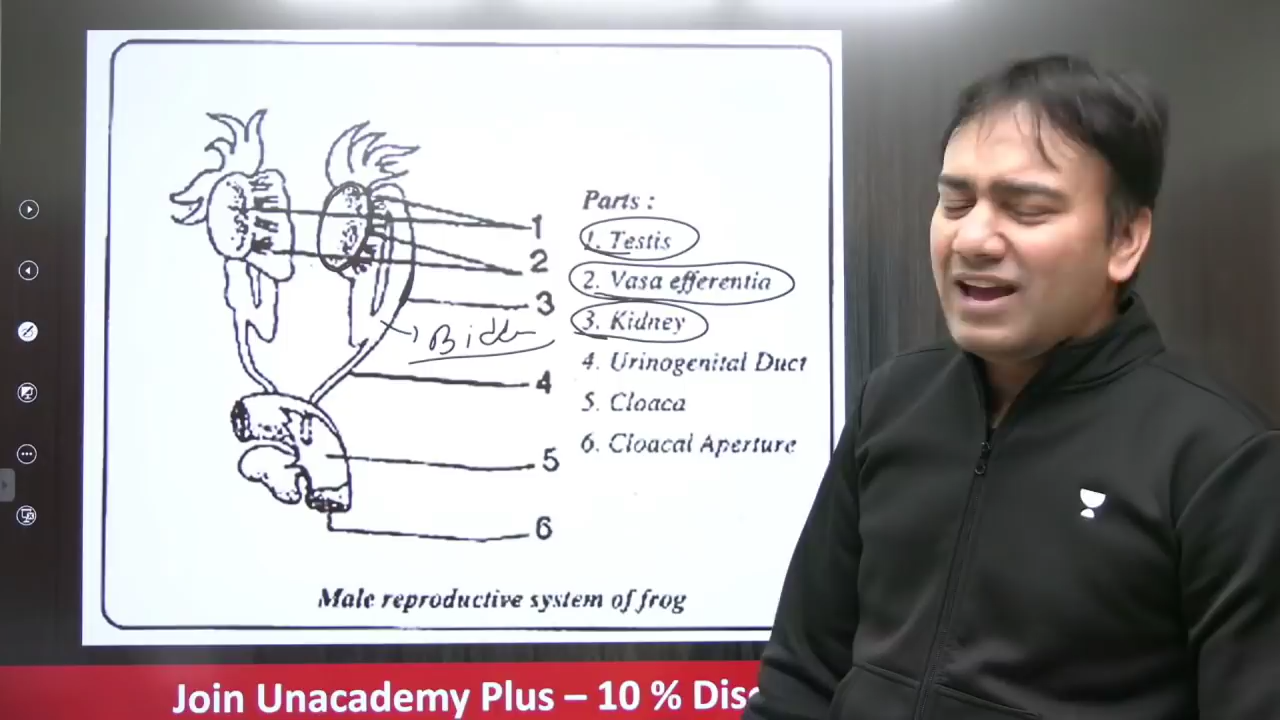 Parts :
1. Testis
2. Vasa efferentia
3. Kidney
4. Urinogenital Duct
5. Cloaca
6. Cloacal Aperture
1
2
3
4
5
6
Male reproductive system of frog
Join Unacademy Plus – 10 %